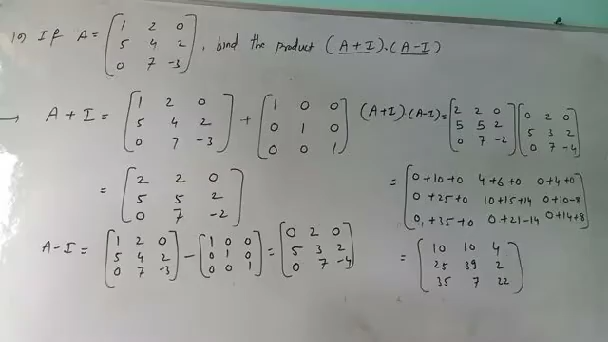 10) If A = [1 2 0; 5 4 2; 0 7 -3], find the product (A+I).(A-I)
→ A+I = [1 2 0; 5 4 2; 0 7 -3] + [1 0 0; 0 1 0; 0 0 1]
= [2 2 0; 5 5 2; 0 7 -2]
A-I = [1 2 0; 5 4 2; 0 7 -3] - [1 0 0; 0 1 0; 0 0 1] = [0 2 0; 5 3 2; 0 7 -4]
(A+I).(A-I) = [2 2 0; 5 5 2; 0 7 -2] [0 2 0; 5 3 2; 0 7 -4]
= [0+10+0 4+6+0 0+4+0; 0+25+0 10+15+14 0+10-8; 0+35+0 0+21-14 0+14+8]
= [10 10 4; 25 39 2; 35 7 22]